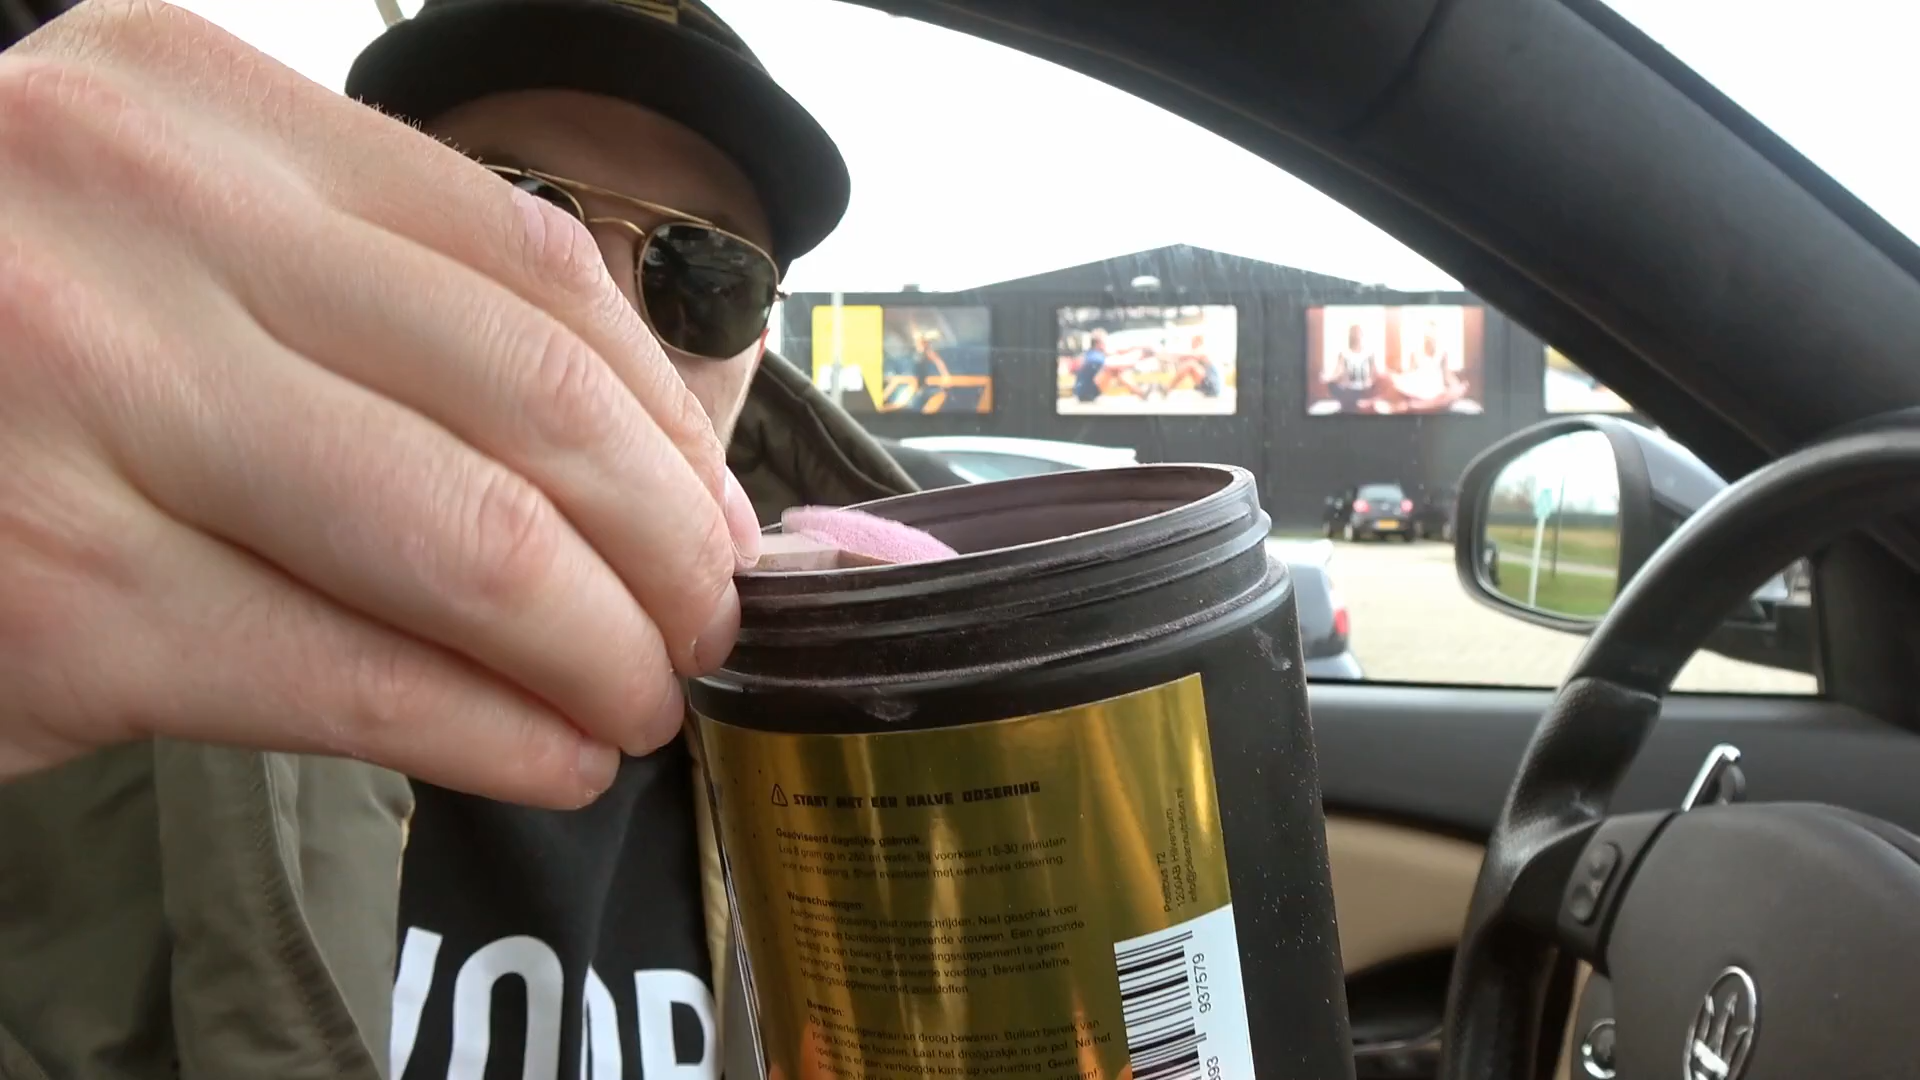 START MET EEN HALVE DOSERING
Geadviseerd dagelijks gebruik:
Los 8 gram op in 250 ml water. Bij voorkeur 15-30 minuten
voor een training. Start eventueel met een halve dosering.
Waarschuwingen:
Aanbevolen dosering niet overschrijden. Niet geschikt voor
zwangere en borstvoeding gevende vrouwen. Een gezonde
leefstijl is van belang. Een voedingssupplement is geen
vervanging van een gevarieerde voeding. Bevat cafeïne.
Voedingssupplement met zoetstoffen.
Bewaren:
Op kamertemperatuur en droog bewaren. Buiten bereik van
jonge kinderen houden. Laat het droogzakje in de pot. Na het
openen is er een verhoogde kans op verharding. Geen
Postbus 72
1200AB Hilversum
937579
393
VOOR